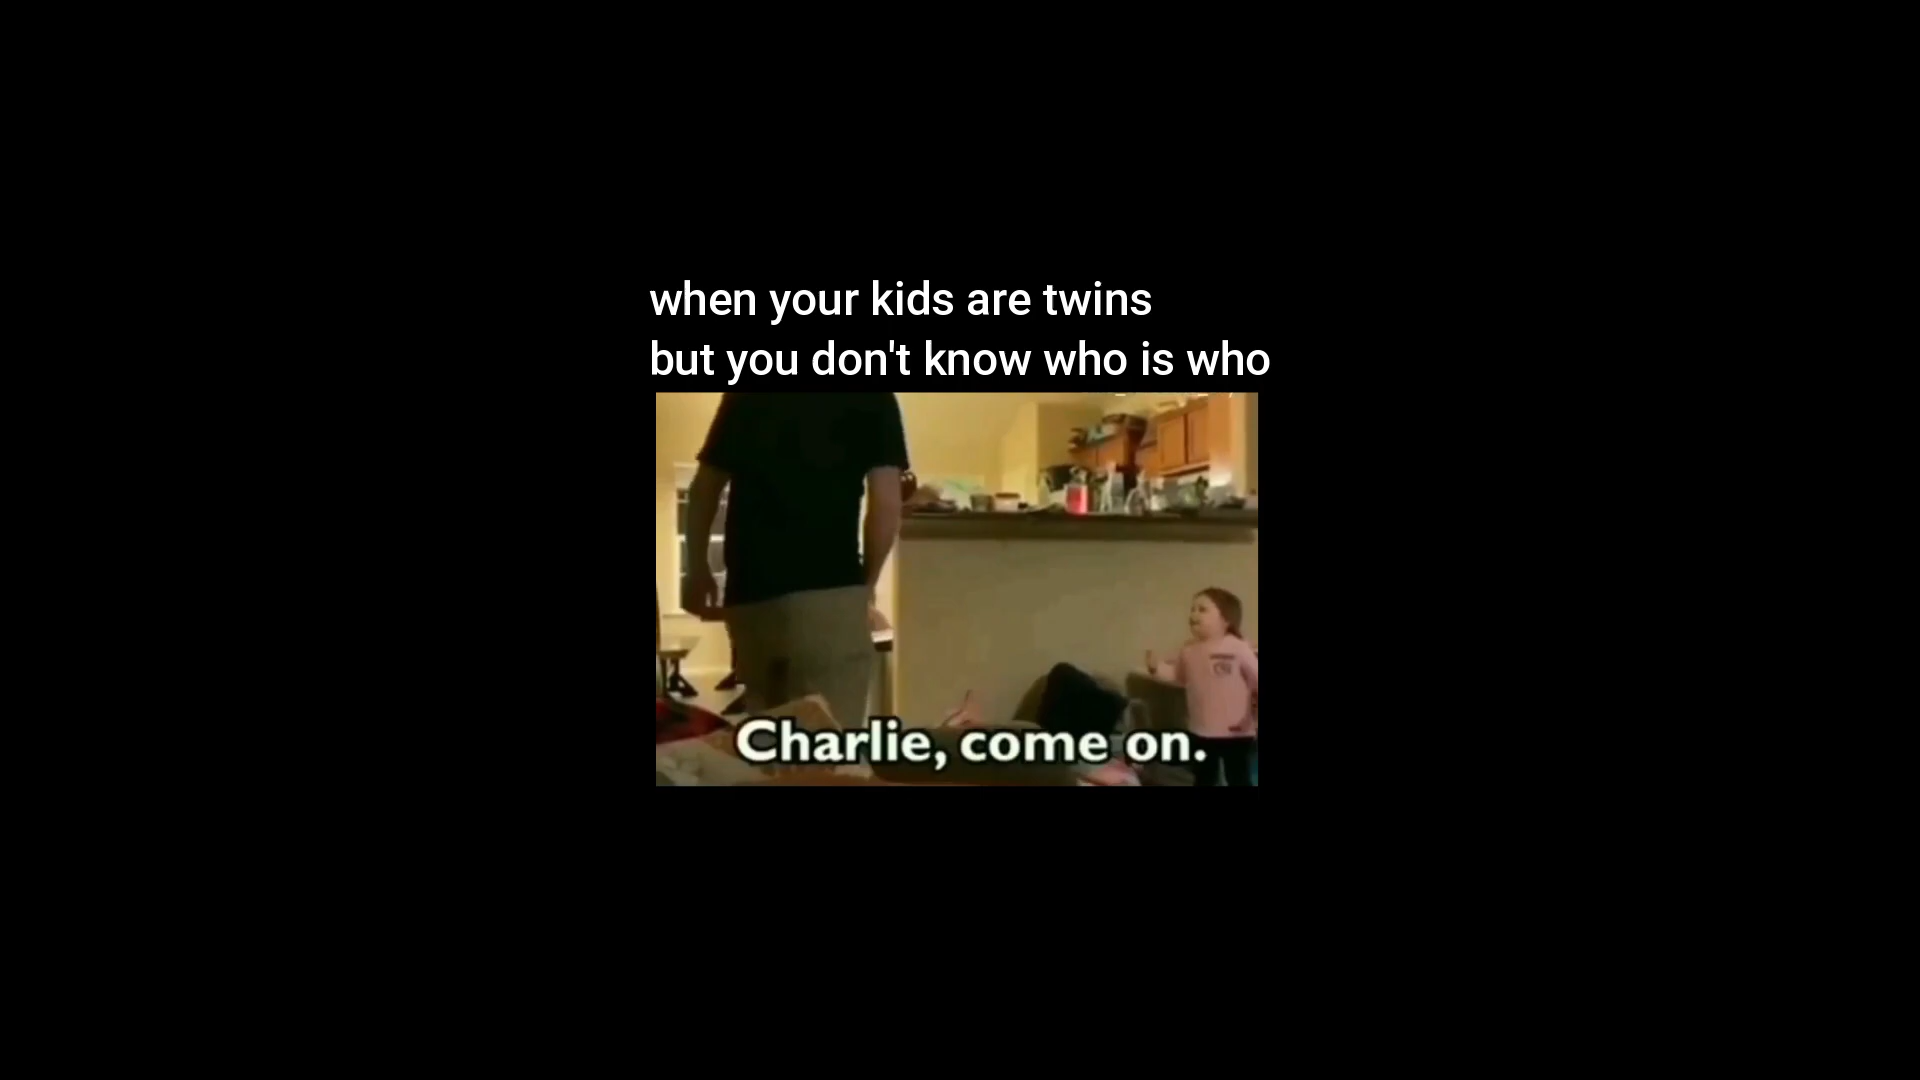 when your kids are twins
but you don't know who is who
Charlie, come on.